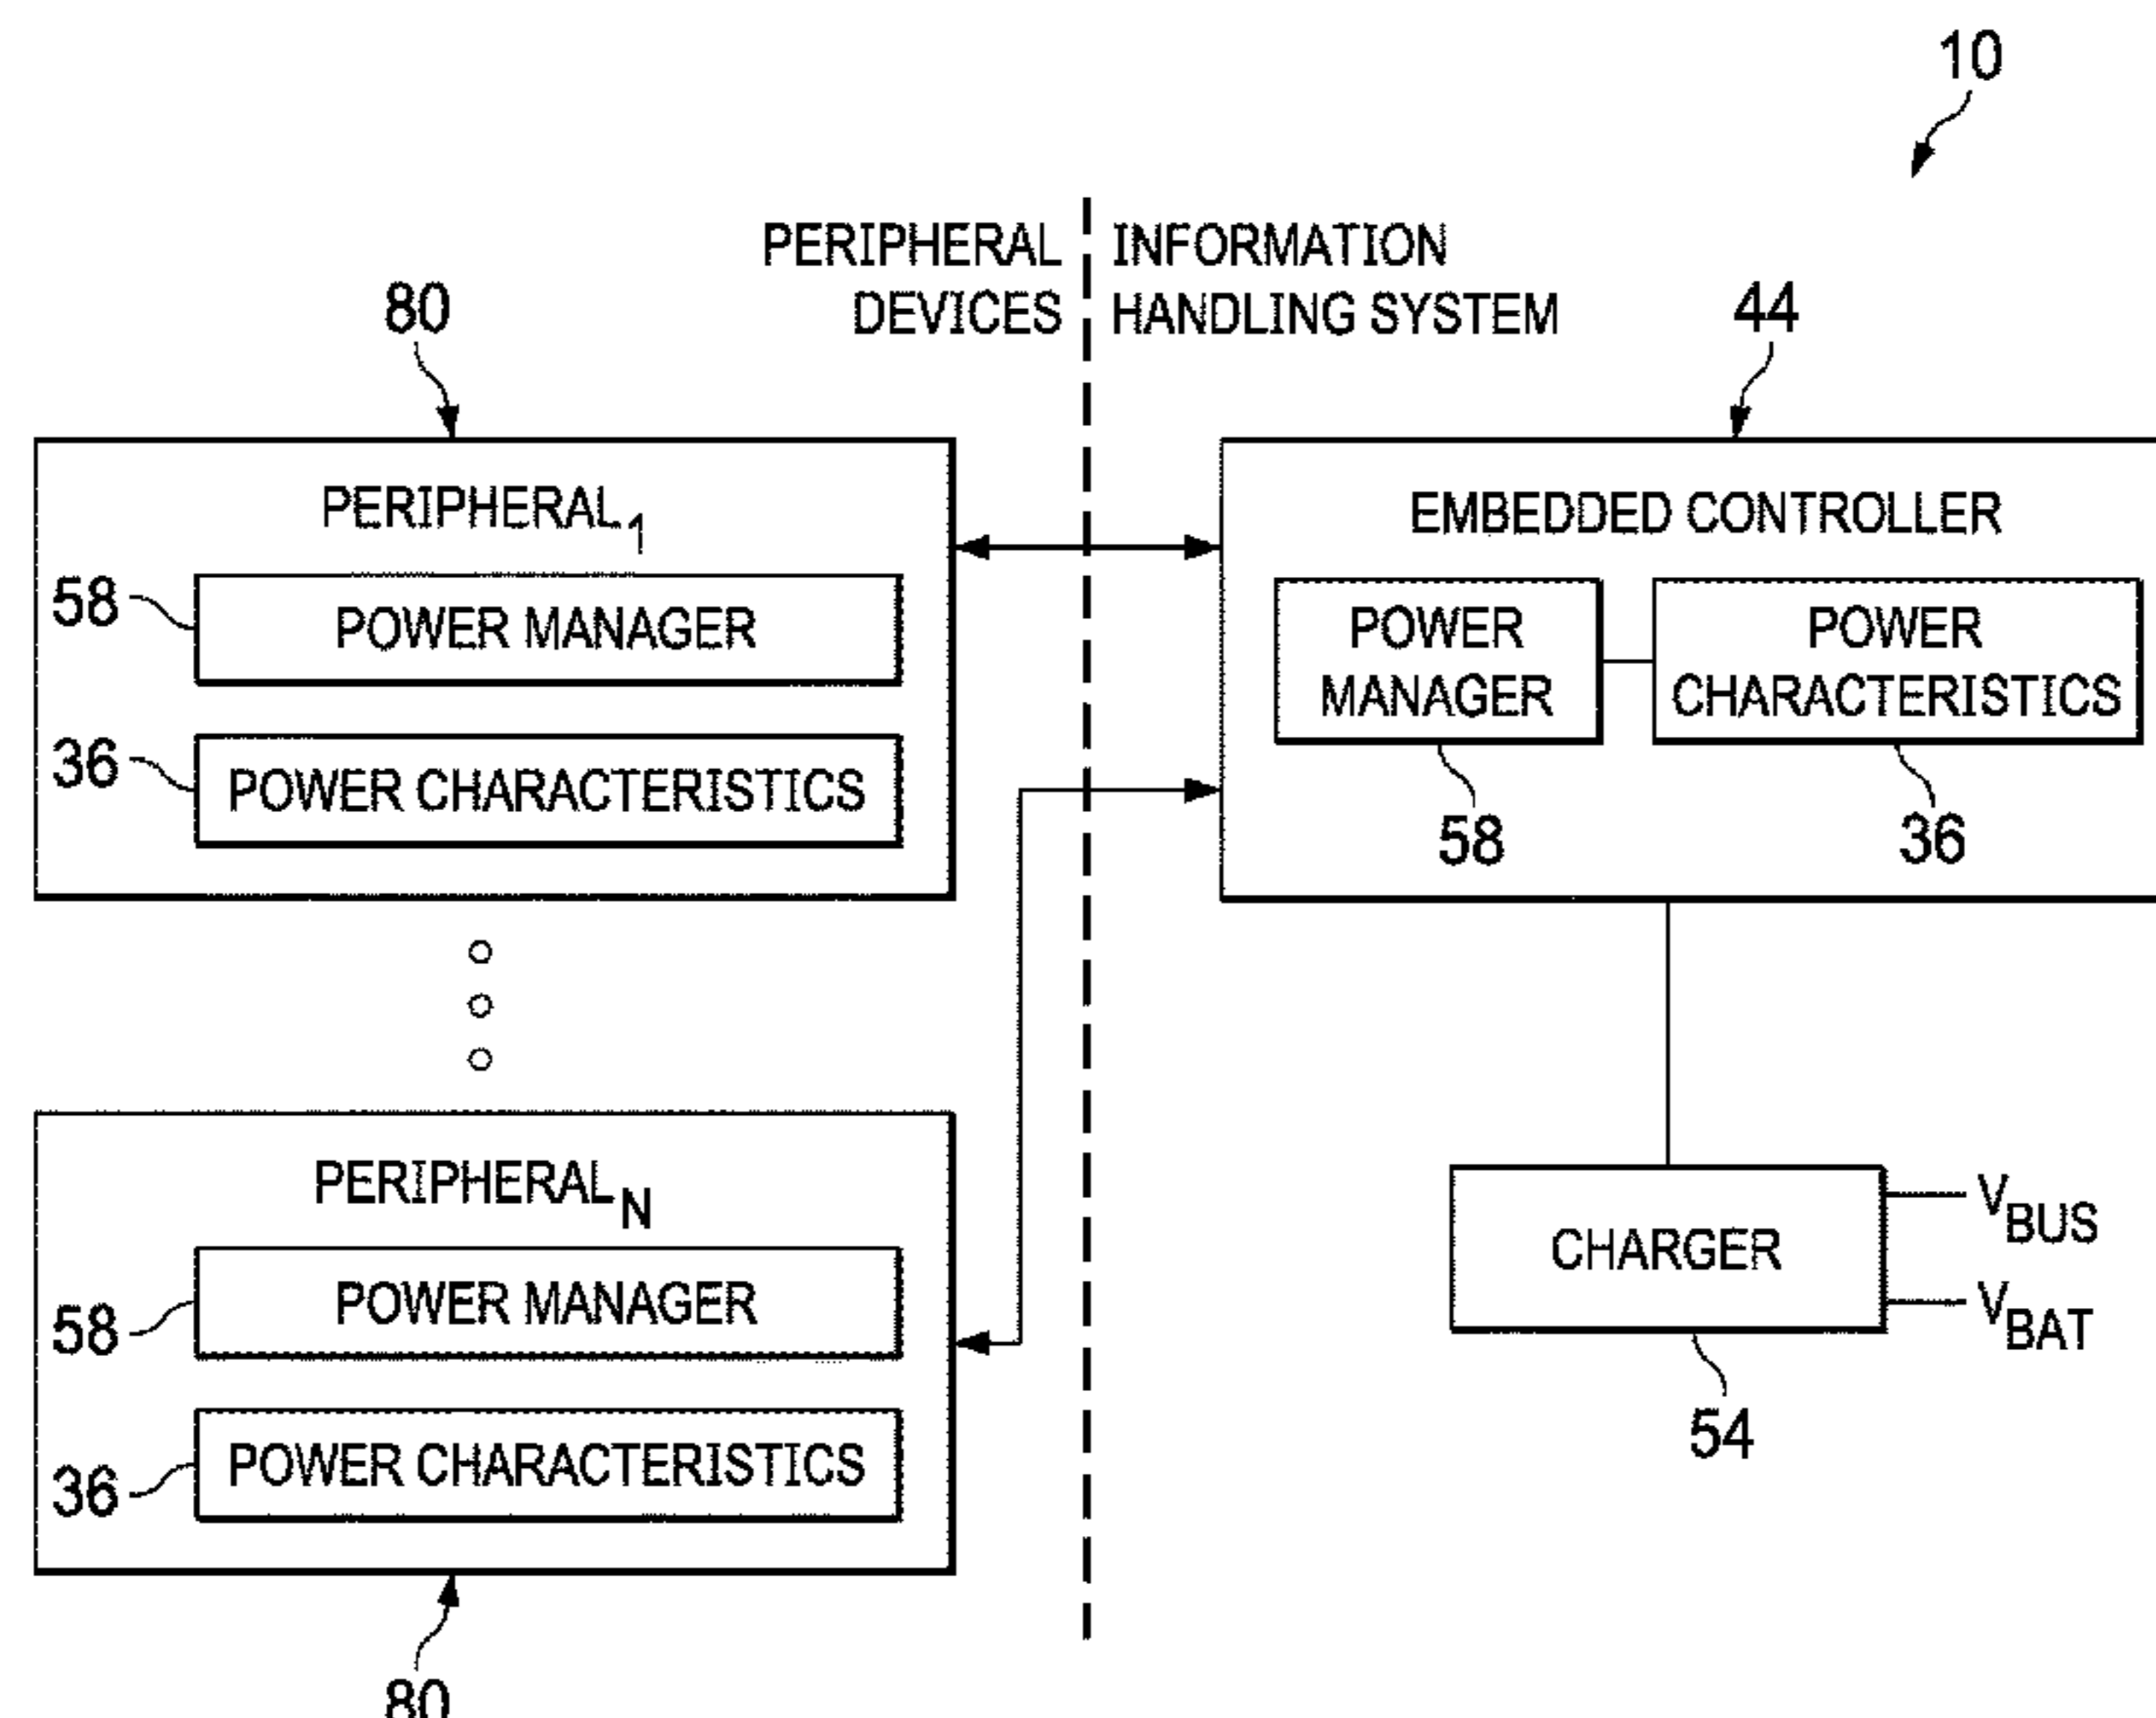 10
PERIPHERAL
DEVICES
INFORMATION
HANDLING SYSTEM
80
44
PERIPHERAL1
58
POWER MANAGER
36
POWER CHARACTERISTICS
EMBEDDED CONTROLLER
POWER
MANAGER
POWER
CHARACTERISTICS
58
36
PERIPHERALN
58
POWER MANAGER
36
POWER CHARACTERISTICS
80
CHARGER
VBUS
VBAT
54